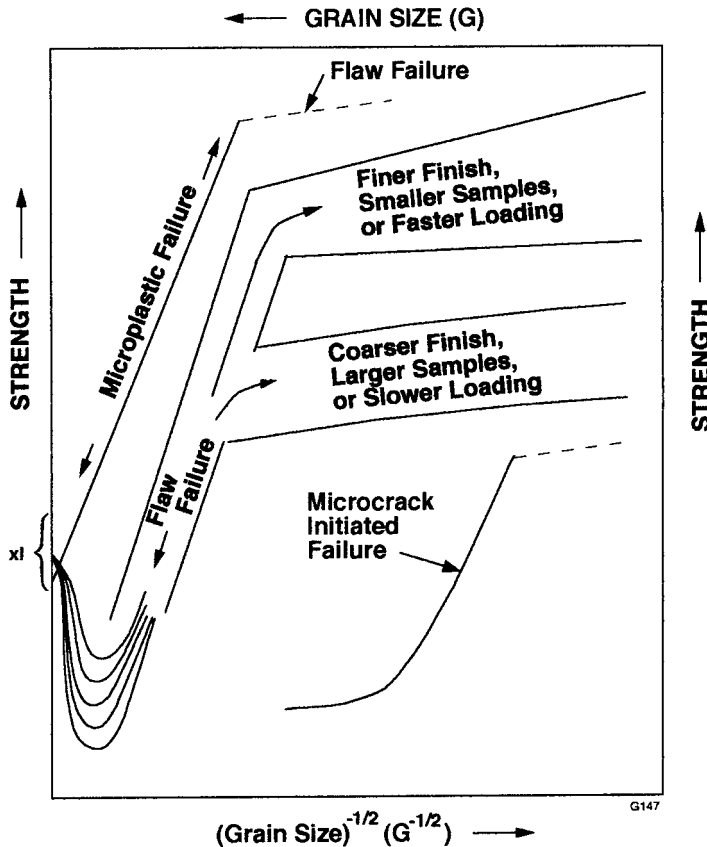 GRAIN SIZE (G)
Flaw Failure
Microplastic Failure
Finer Finish,
Smaller Samples,
or Faster Loading
STRENGTH
STRENGTH
Coarser Finish,
Larger Samples,
or Slower Loading
Flaw
Failure
Microcrack
Initiated
Failure
xl
G147
(Grain Size)^-1/2 (G^-1/2)